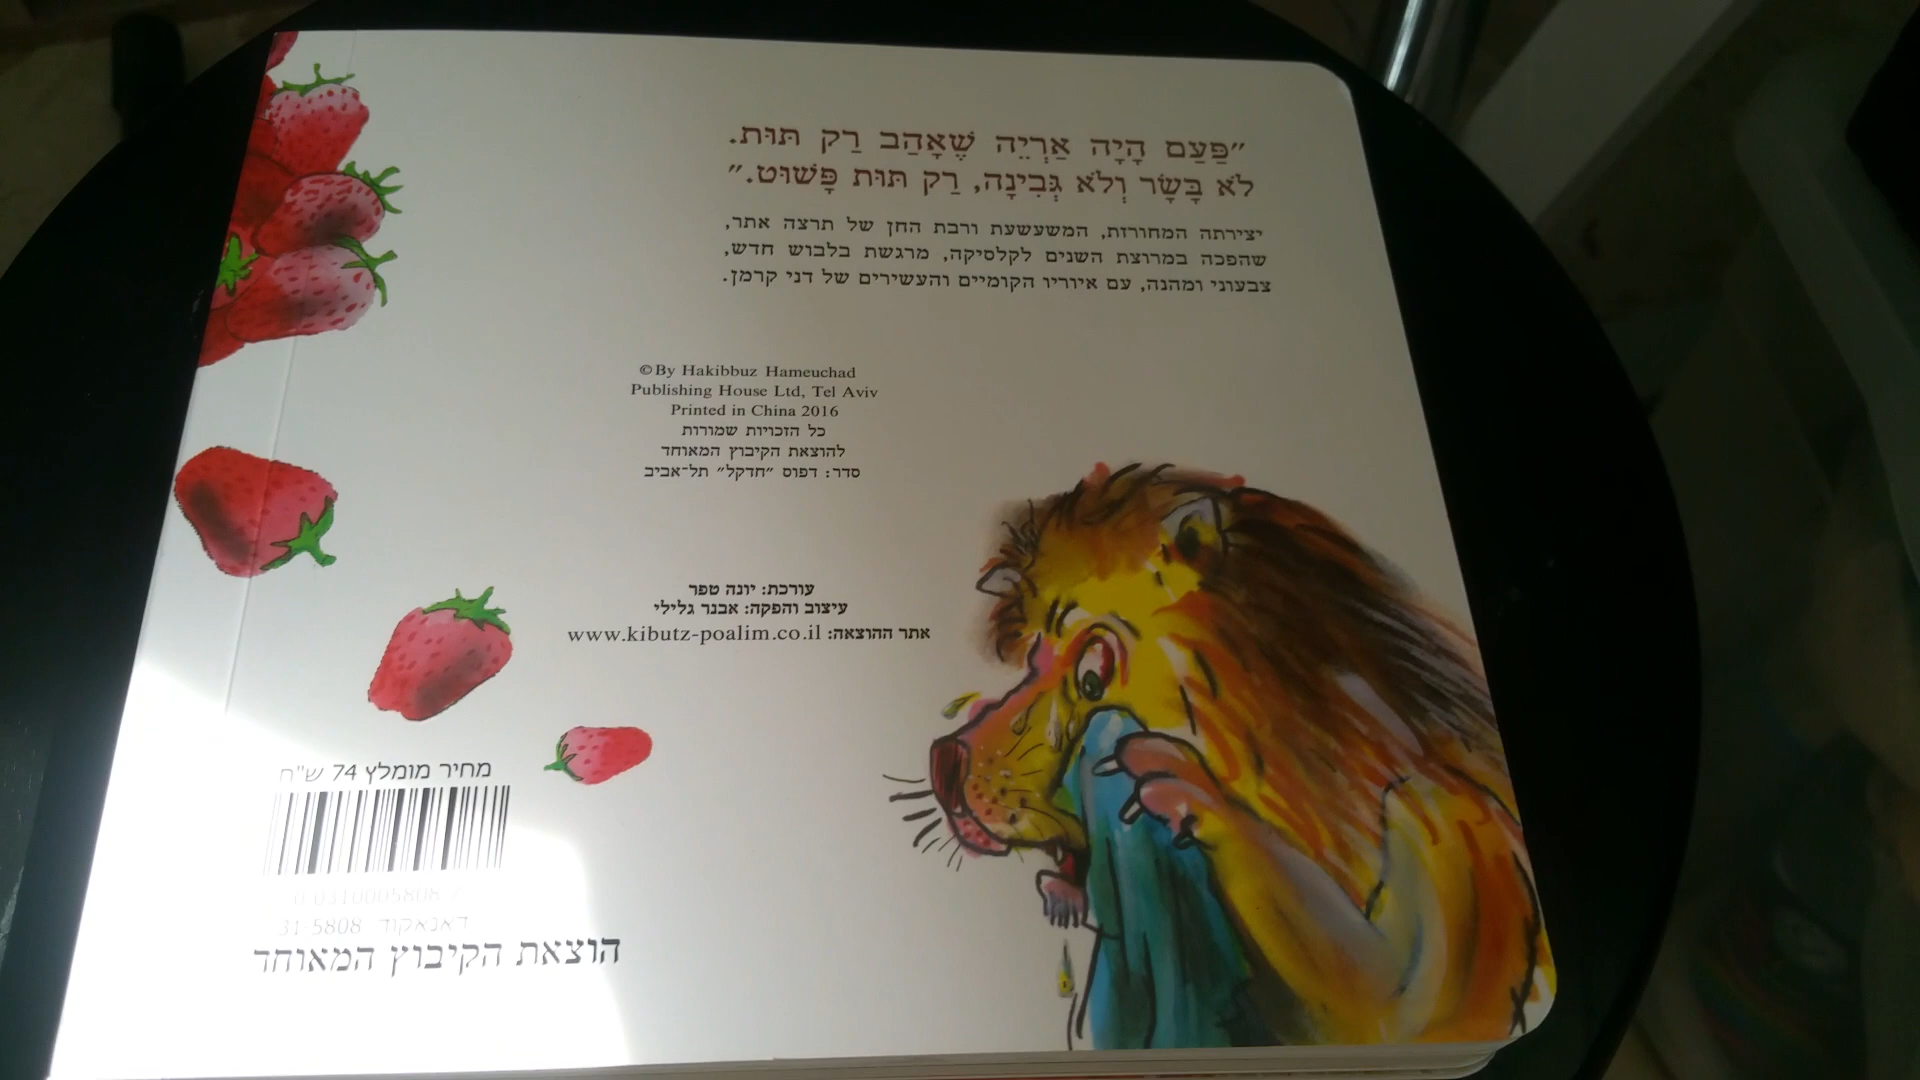 "פַּעַם הָיָה אַרְיֵה שֶׁאָהַב רַק תּוּת.
לֹא בָּשָׂר וְלֹא גְּבִינָה, רַק תּוּת פָּשׁוּט."
יצירתה המחורזת, המשעשעת ורבת החן של תרצה אתר,
שהפכה במרוצת השנים לקלסיקה, מרגשת בלבוש חדש,
צבעוני ומהנה, עם איוריו הקומיים והעשירים של דני קרמן.
©By Hakibbuz Hameuchad
Publishing House Ltd, Tel Aviv
Printed in China 2016
כל הזכויות שמורות
להוצאת הקיבוץ המאוחד
סדר: דפוס "חדקל" תל־אביב
עורכת: יונה טפר
עיצוב והפקה: אבנר גלילי
אתר ההוצאה: www.kibutz-poalim.co.il
מחיר מומלץ 74 ש"ח
דאנאקוד 31-5808
הוצאת הקיבוץ המאוחד